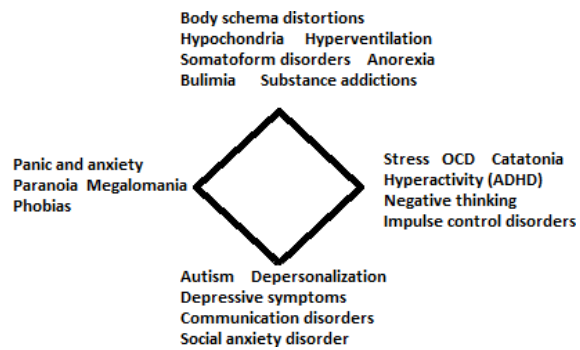 Body schema distortions
Hypochondria Hyperventilation
Somatoform disorders Anorexia
Bulimia Substance addictions
Panic and anxiety
Paranoia Megalomania
Phobias
Stress OCD Catatonia
Hyperactivity (ADHD)
Negative thinking
Impulse control disorders
Autism Depersonalization
Depressive symptoms
Communication disorders
Social anxiety disorder